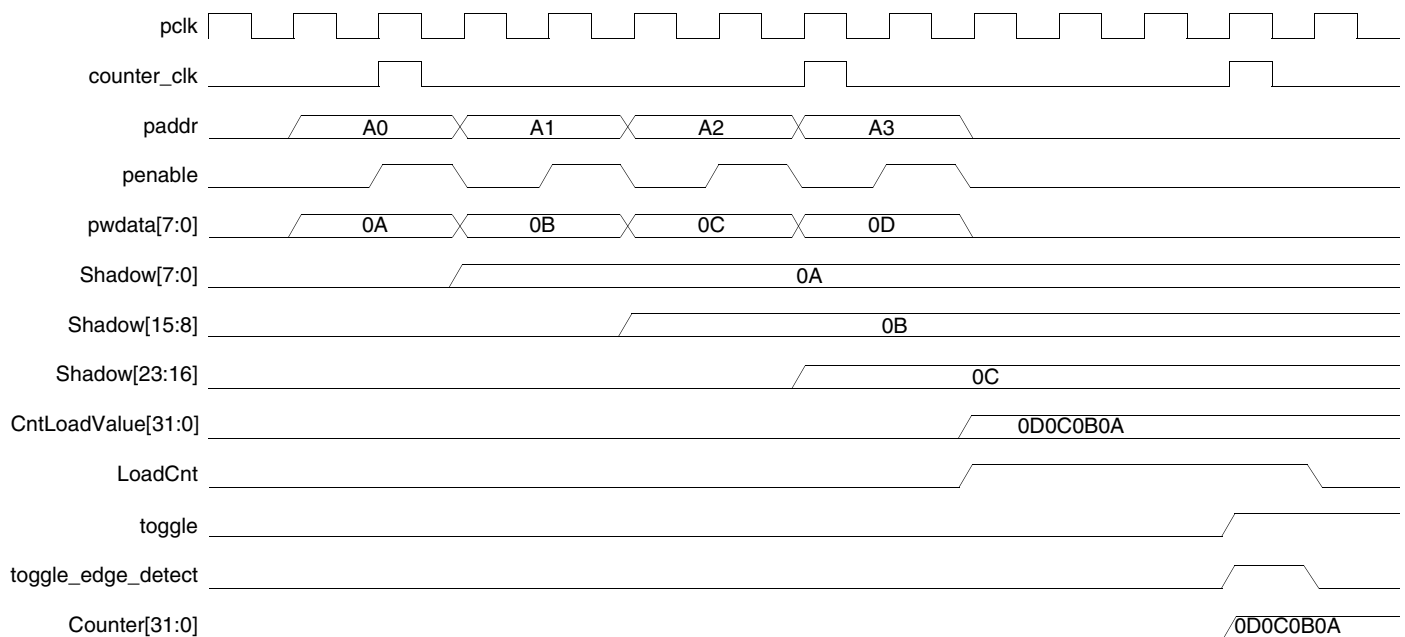 pclk
counter_clk
paddr A0 A1 A2 A3
penable
pwdata[7:0] 0A 0B 0C 0D
Shadow[7:0] 0A
Shadow[15:8] 0B
Shadow[23:16] 0C
CntLoadValue[31:0] 0D0C0B0A
LoadCnt
toggle
toggle_edge_detect
Counter[31:0] 0D0C0B0A